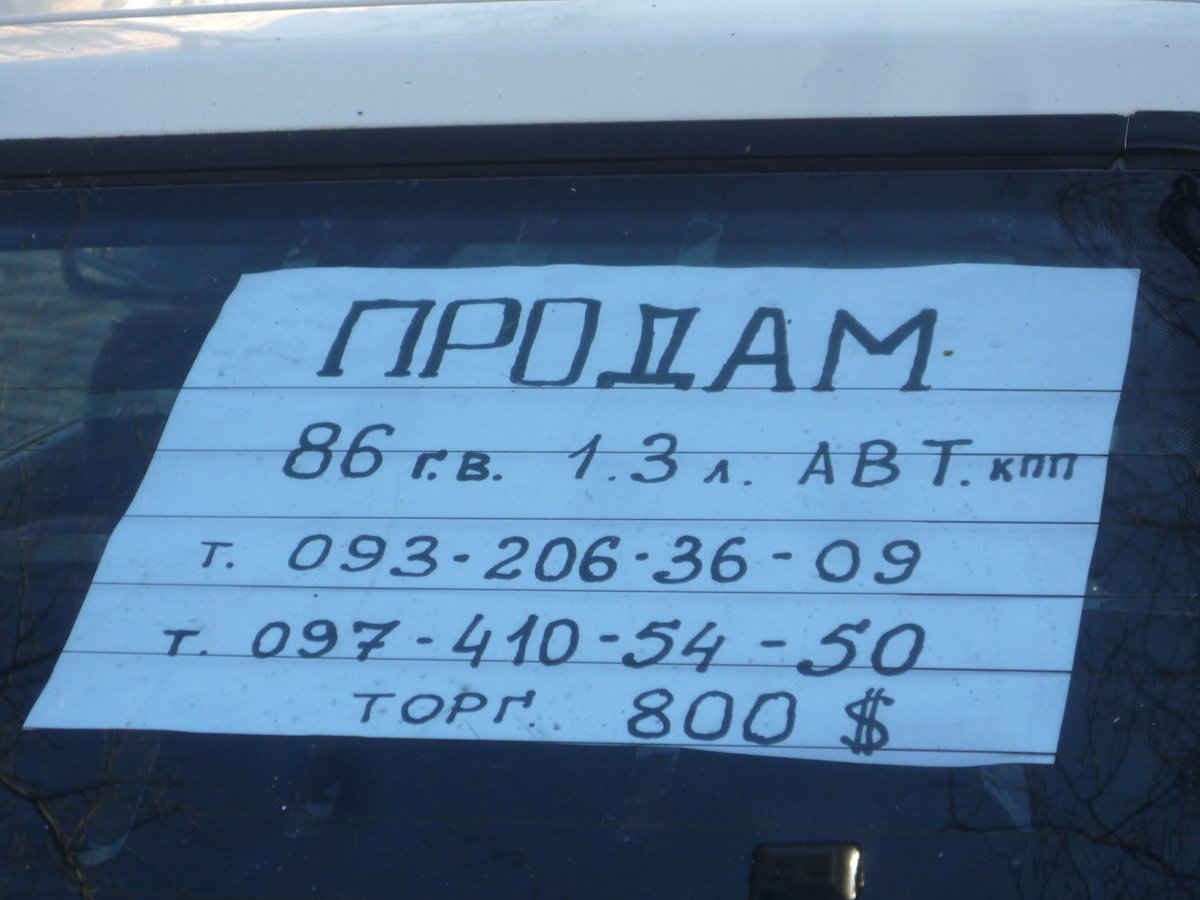 ПРОДАМ
86 г.в. 1.3 л. АВТ. кпп
т. 093-206-36-09
т. 097-410-54-50
ТОРГ. 800 $